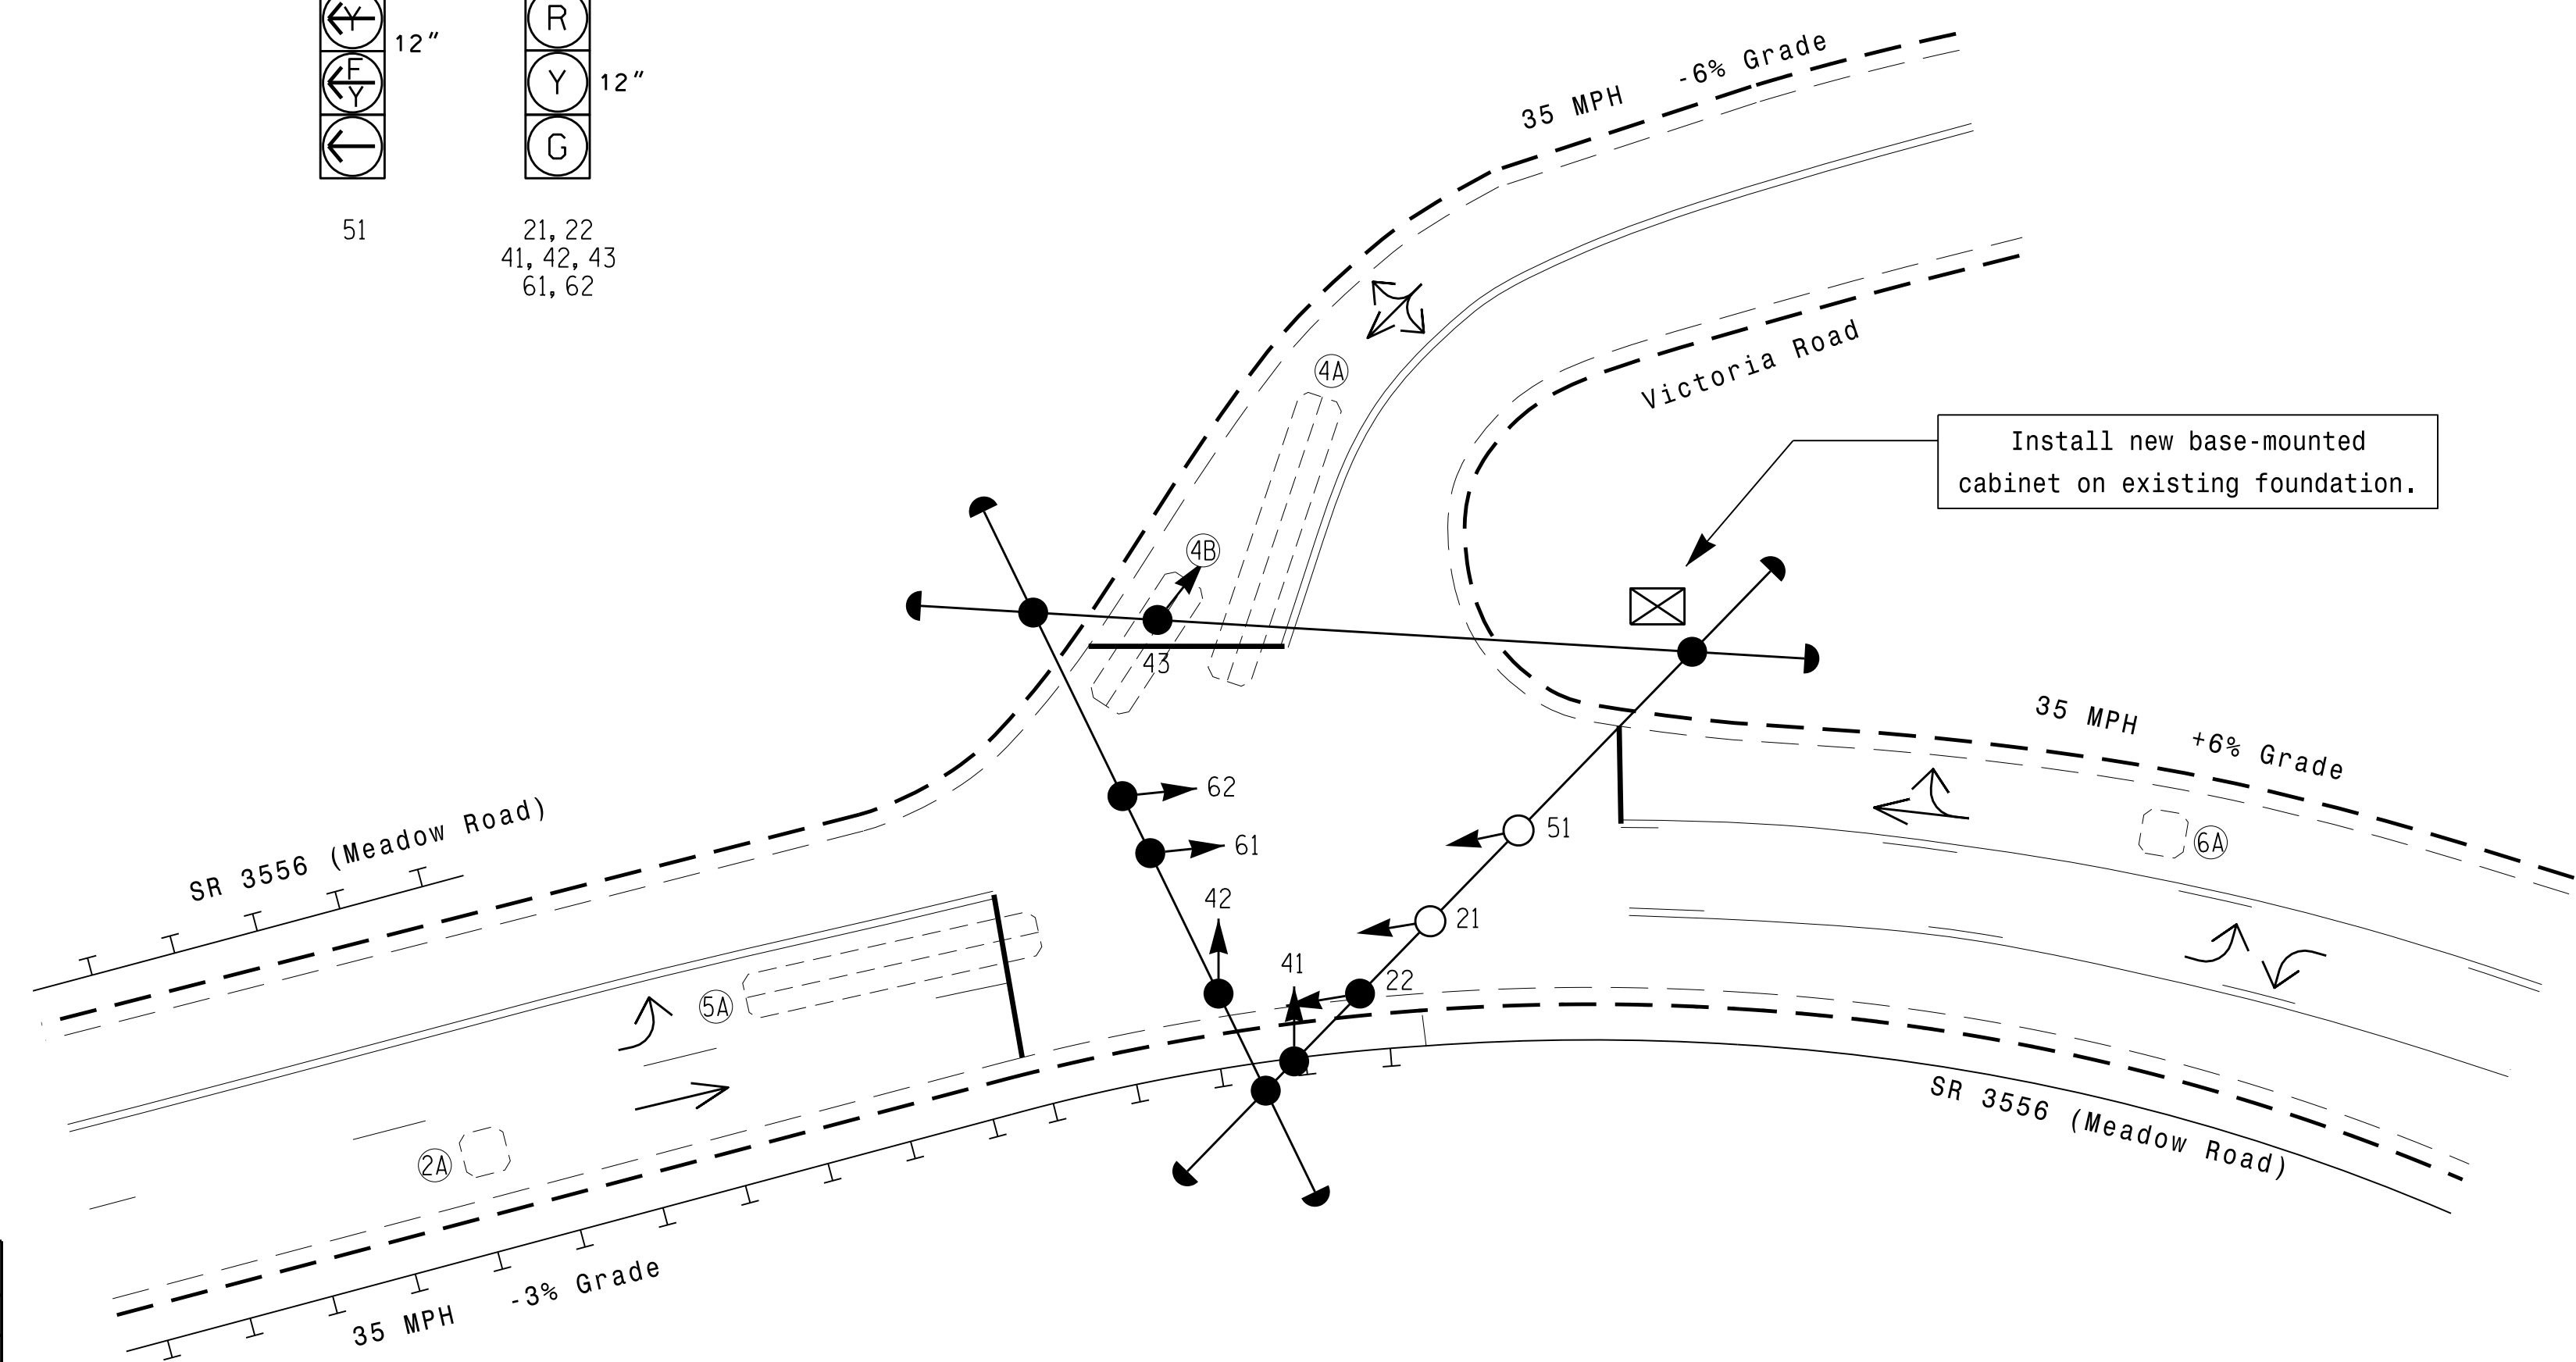 Y
F
Y
12"
51
R
Y
G
12"
21, 22
41, 42, 43
61, 62
35 MPH -6% Grade
Victoria Road
Install new base-mounted
cabinet on existing foundation.
4A
4B
43
35 MPH +6% Grade
62
61
42
41
51
21
22
6A
SR 3556 (Meadow Road)
5A
2A
SR 3556 (Meadow Road)
35 MPH -3% Grade